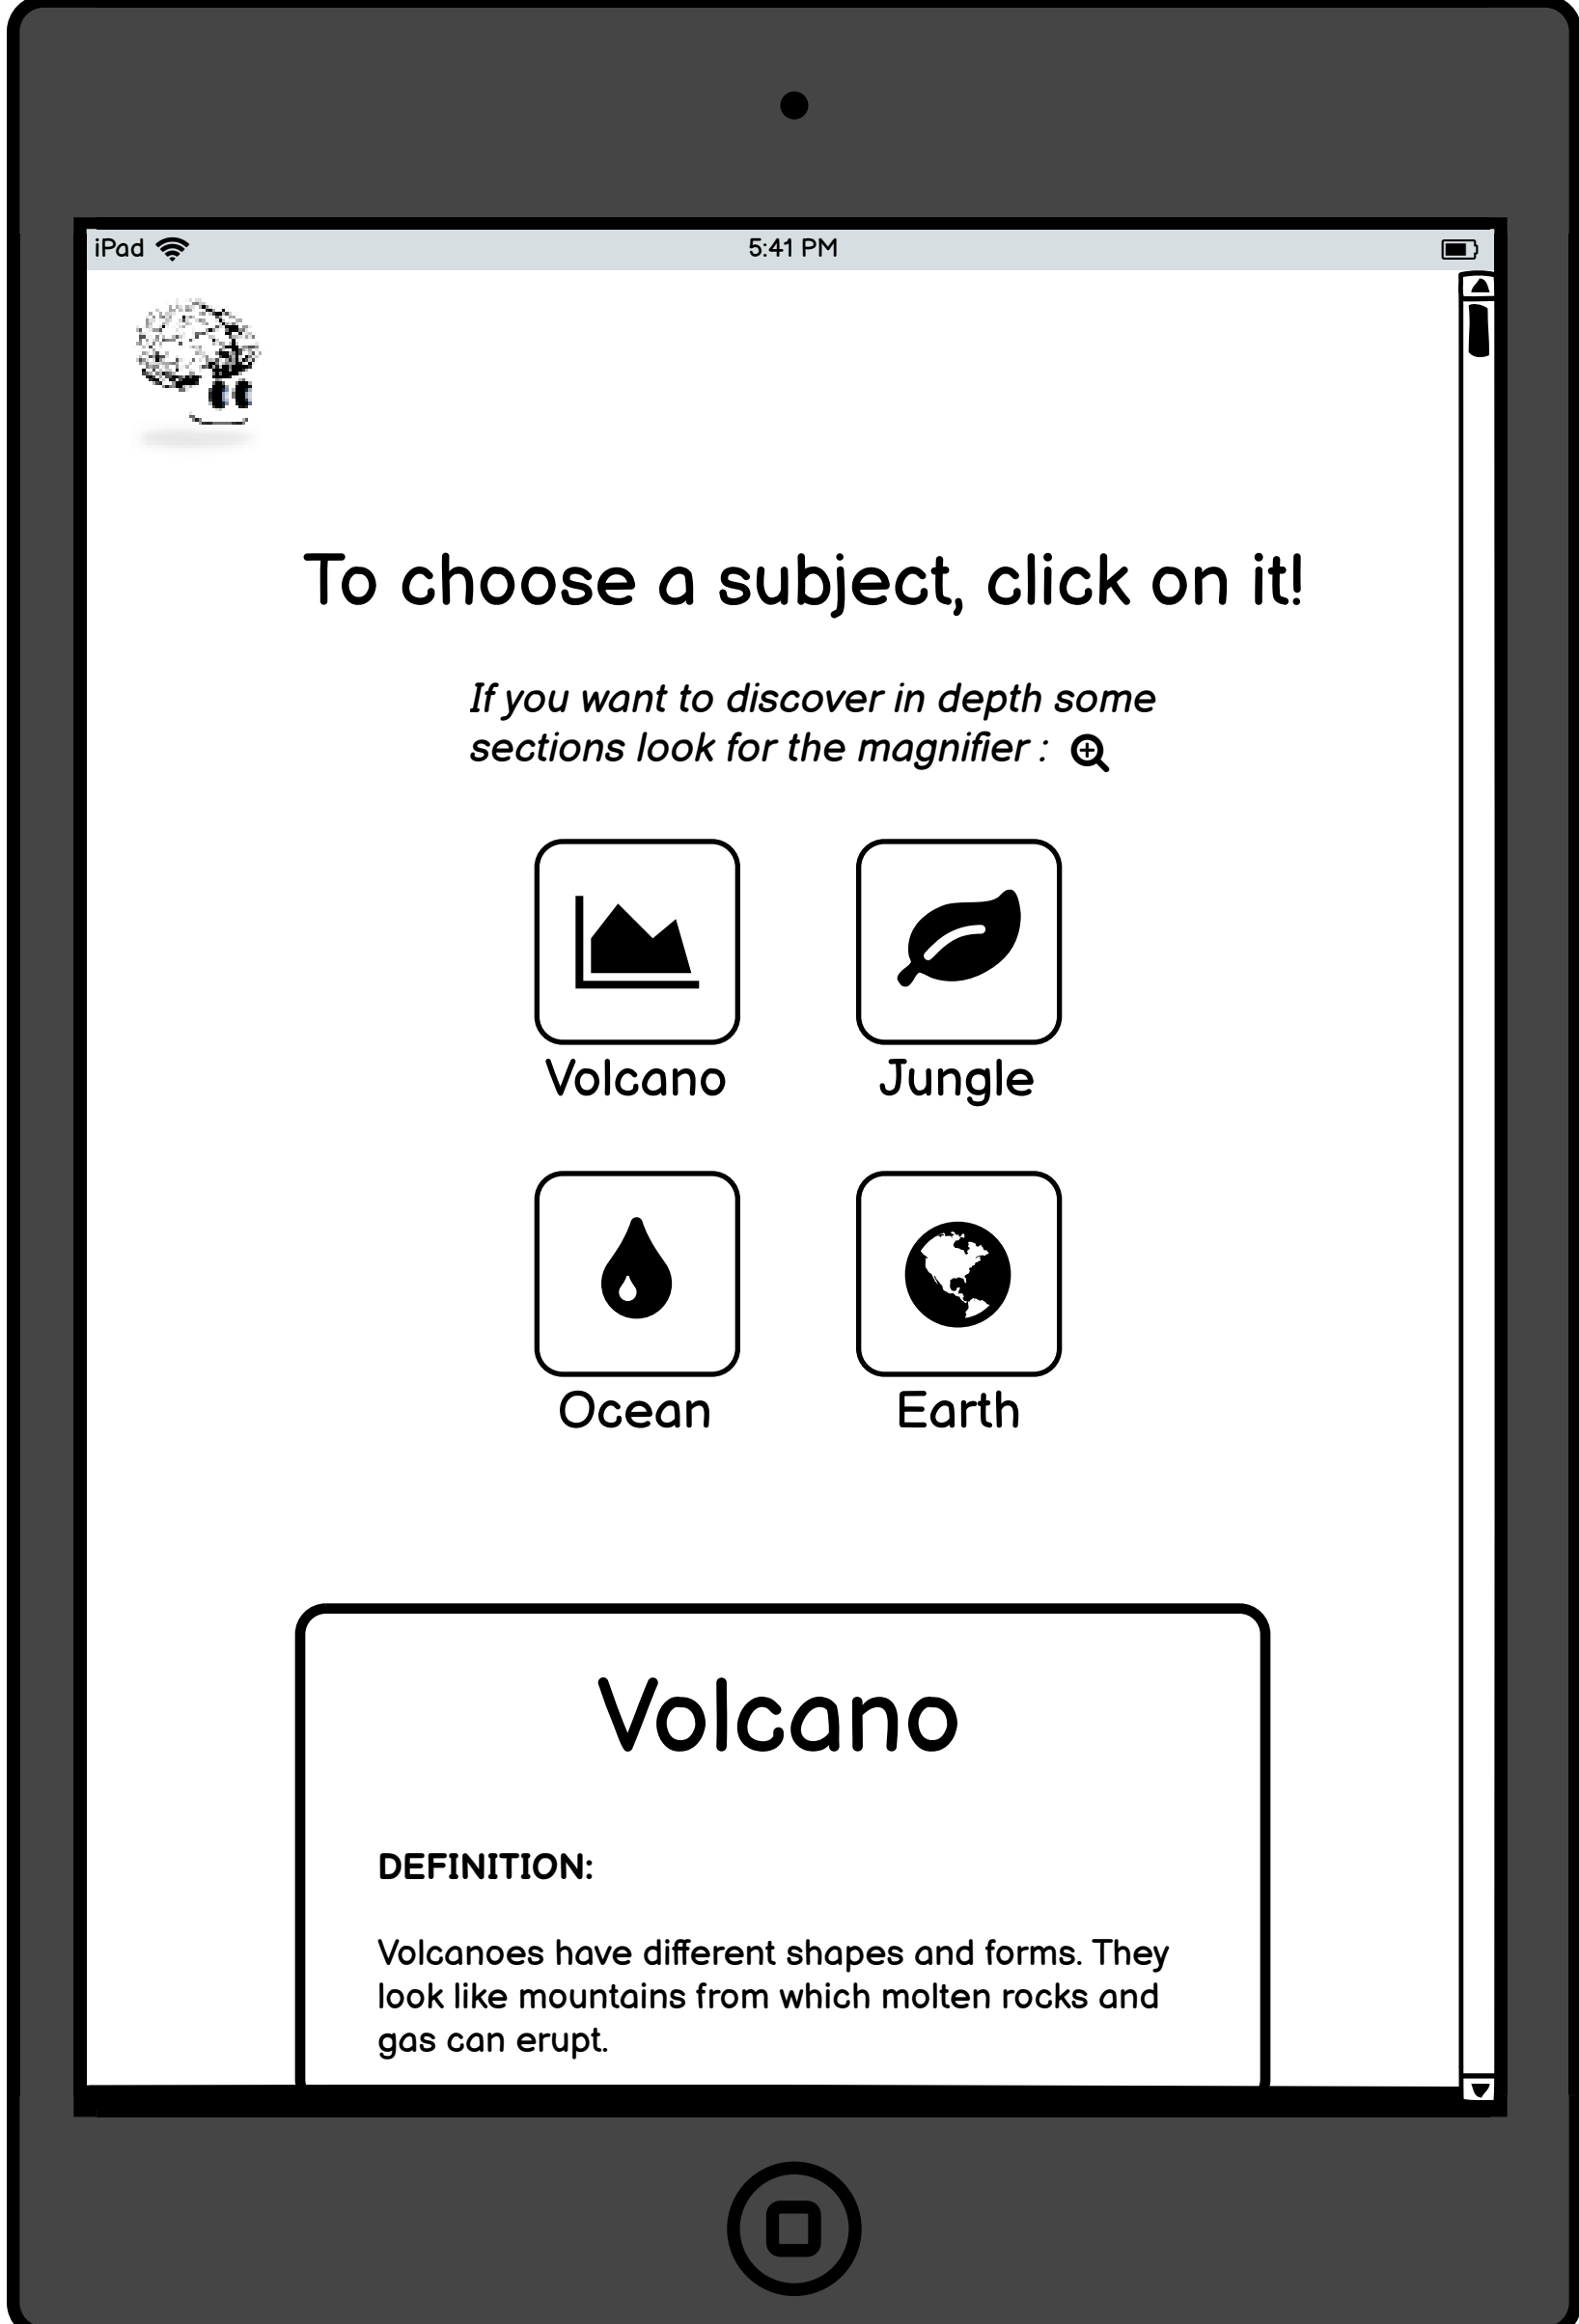 iPad 5:41 PM
To choose a subject, click on it!
If you want to discover in depth some
sections look for the magnifier :
Volcano Jungle
Ocean Earth
Volcano
DEFINITION:
Volcanoes have different shapes and forms. They
look like mountains from which molten rocks and
gas can erupt.